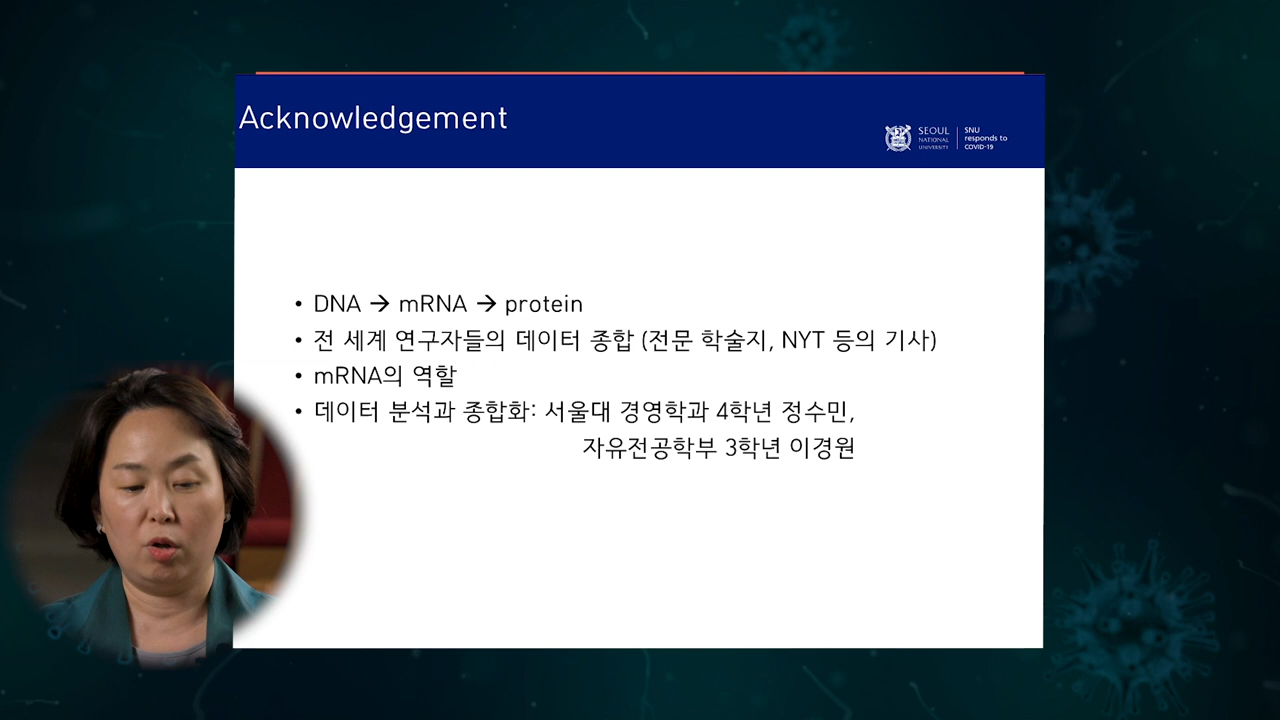 Acknowledgement
SEOUL
NATIONAL
UNIVERSITY
SNU
responds to
COVID-19
• DNA → mRNA → protein
• 전 세계 연구자들의 데이터 종합 (전문 학술지, NYT 등의 기사)
• mRNA의 역할
• 데이터 분석과 종합화: 서울대 경영학과 4학년 정수민,
자유전공학부 3학년 이경원